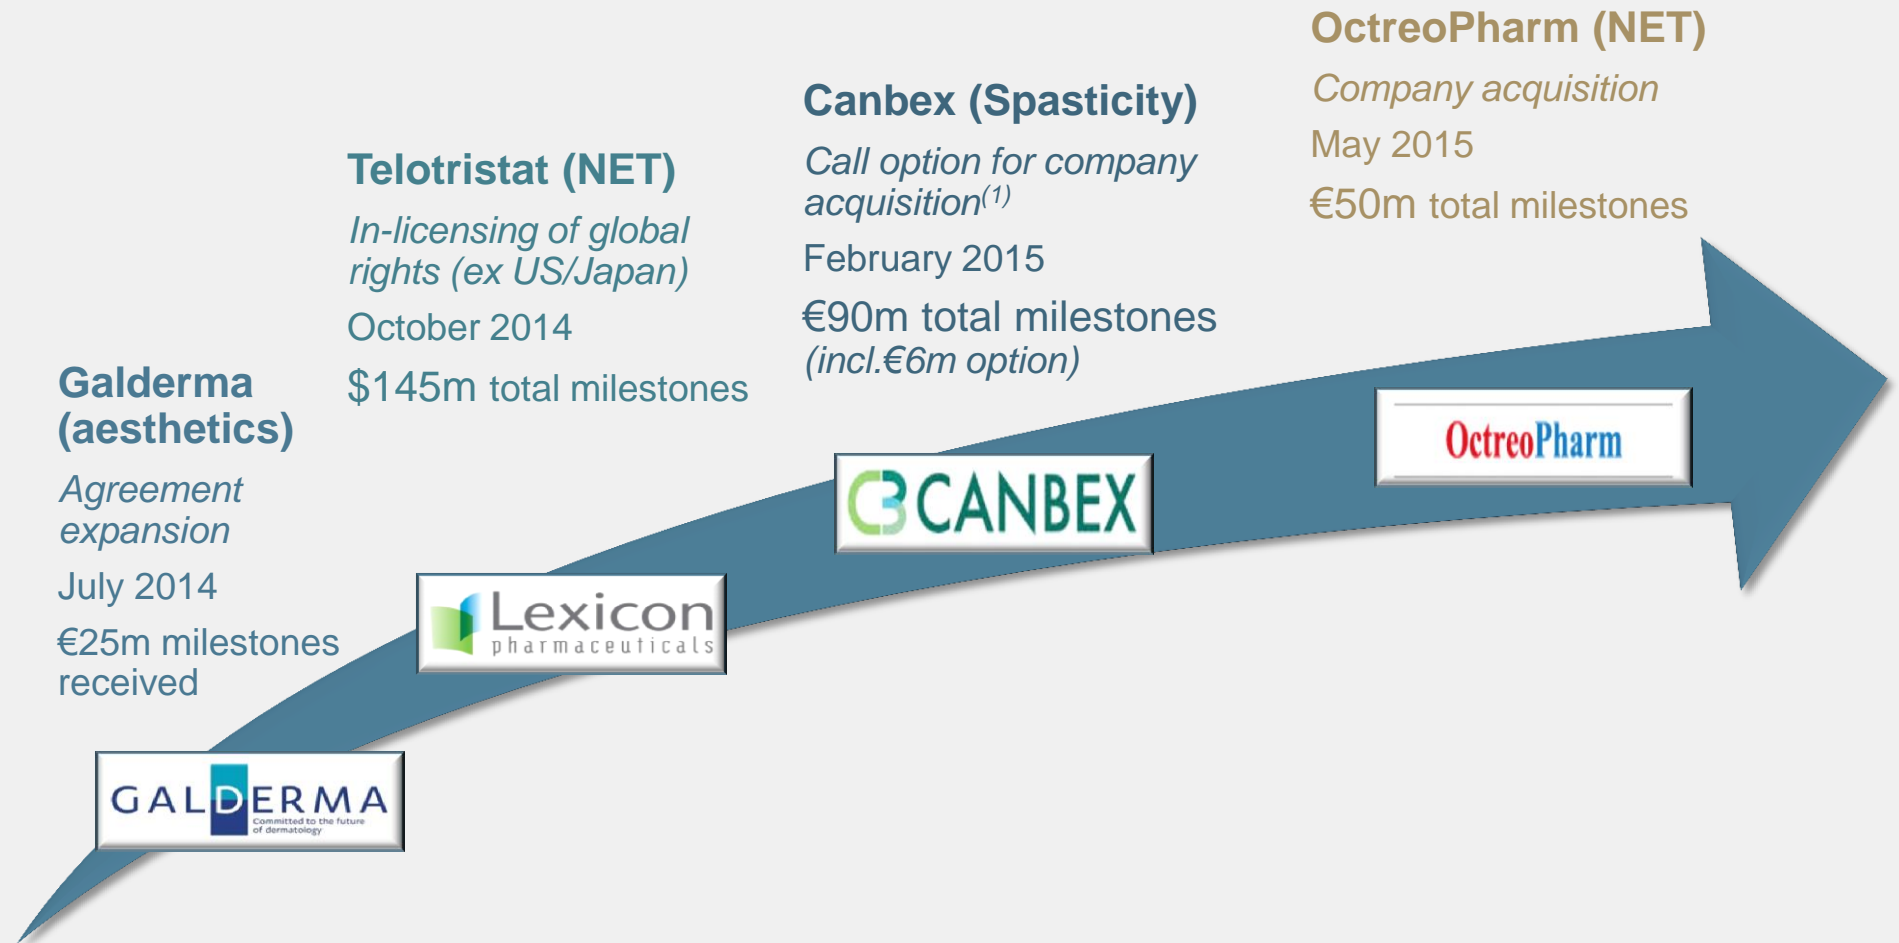 Galderma
(aesthetics)
Agreement
expansion
July 2014
€25m milestones
received
GALDERMA
Committed to the future
of dermatology
Telotristat (NET)
In-licensing of global
rights (ex US/Japan)
October 2014
$145m total milestones
Lexicon
pharmaceuticals
Canbex (Spasticity)
Call option for company
acquisition(1)
February 2015
€90m total milestones
(incl.€6m option)
CANBEX
OctreoPharm (NET)
Company acquisition
May 2015
€50m total milestones
OctreoPharm